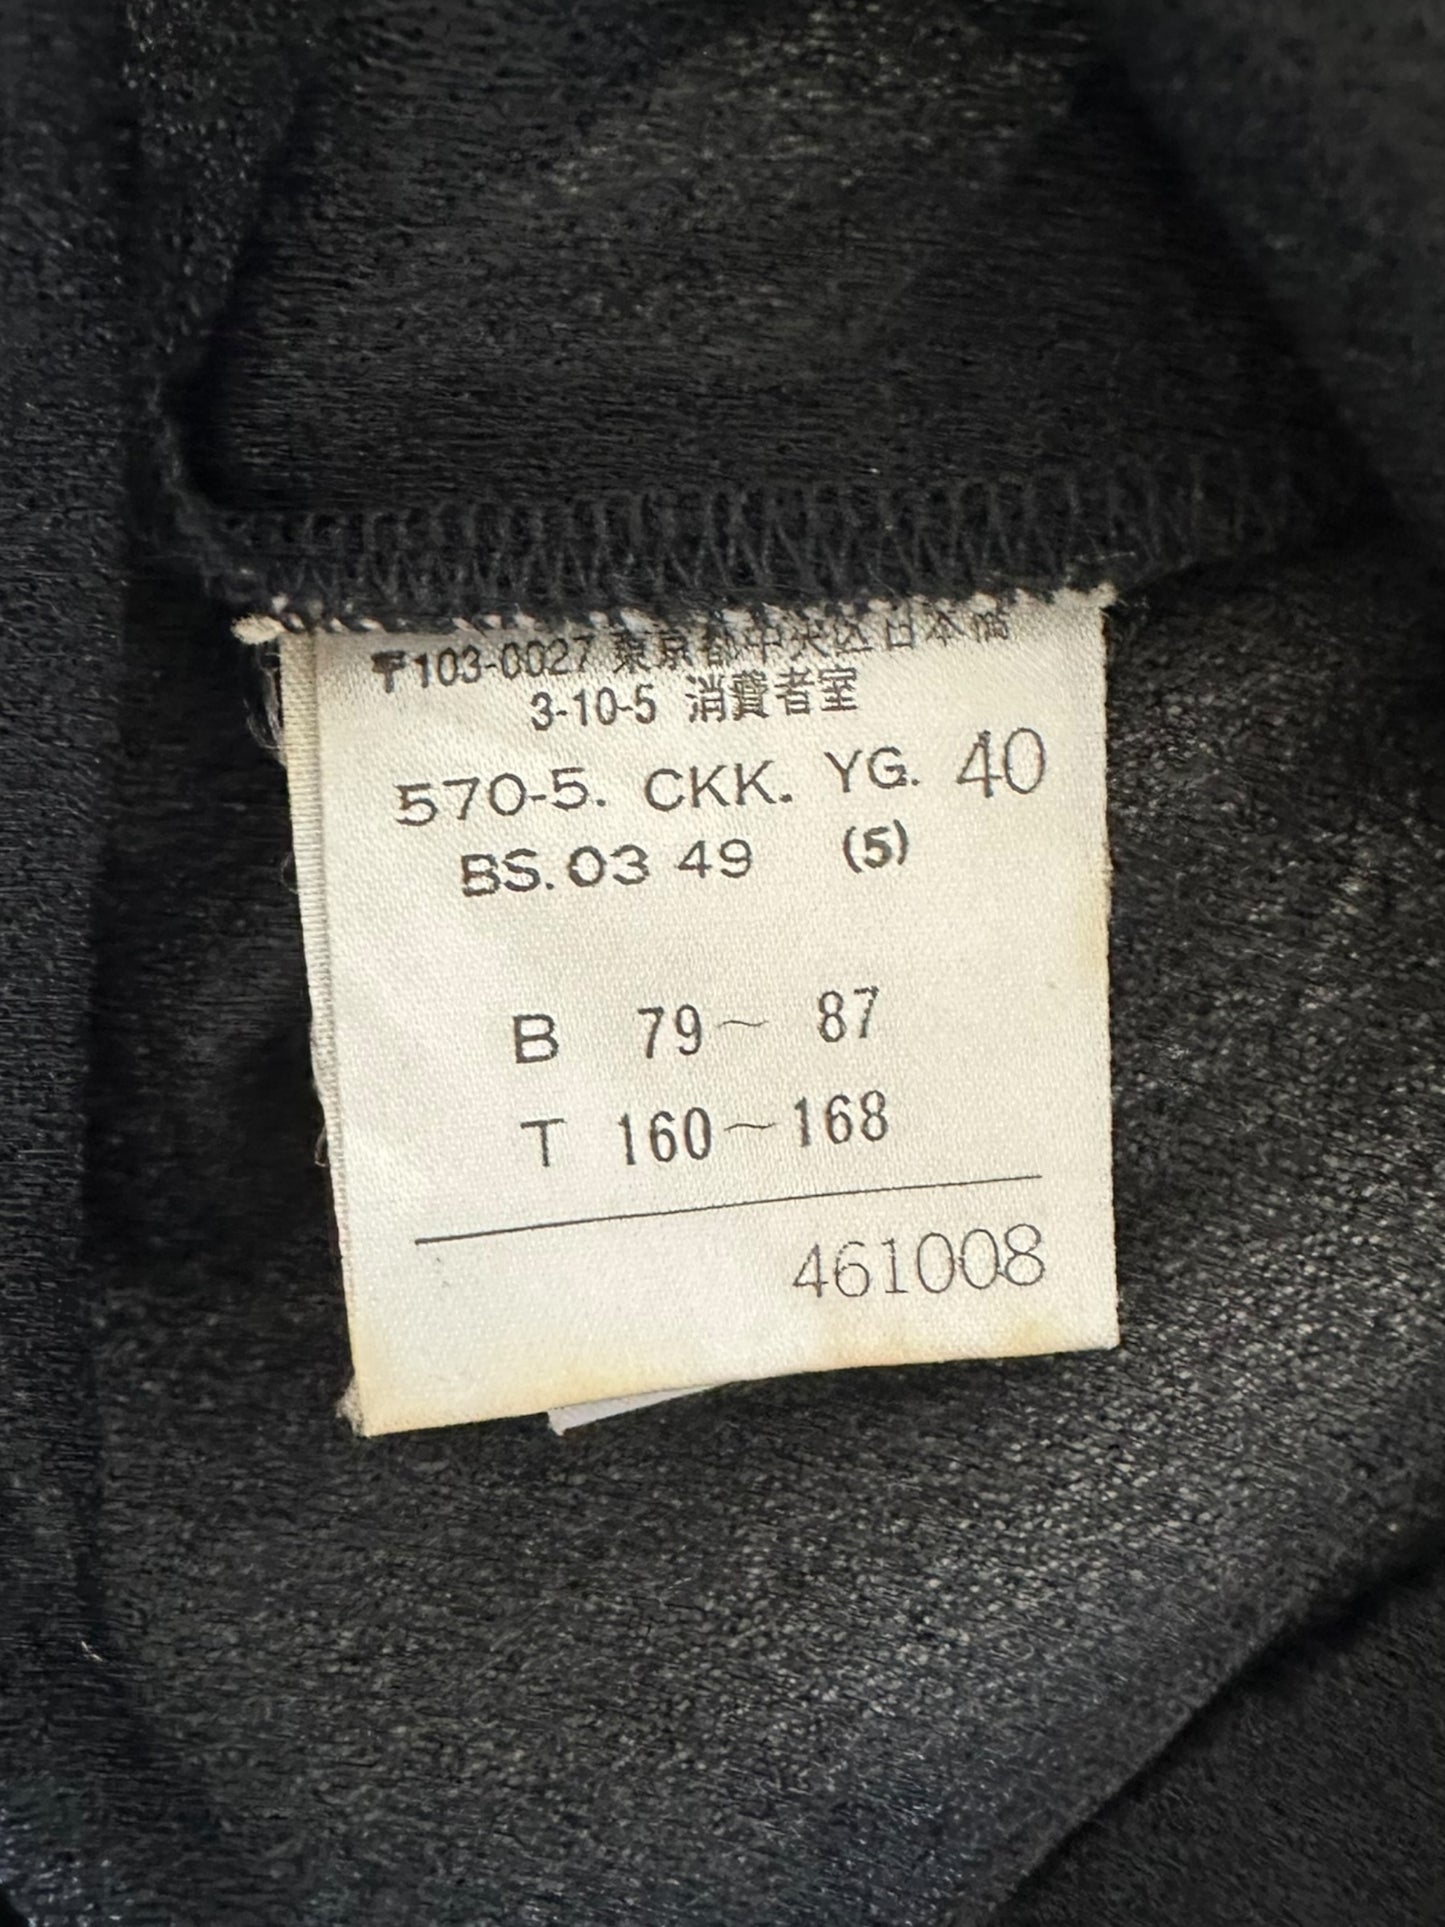 〒103-0027 東京都中央区日本橋
3-10-5 消費者室
570-5. CKK. YG. 40
BS. 03 49 (5)
B 79～ 87
T 160～168
461008